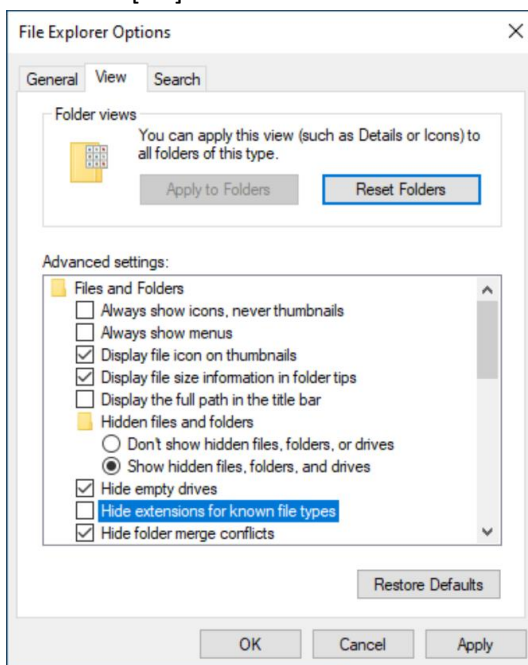 File Explorer Options
General View Search
Folder views
You can apply this view (such as Details or Icons) to
all folders of this type.
Apply to Folders Reset Folders
Advanced settings:
Files and Folders
Always show icons, never thumbnails
Always show menus
Display file icon on thumbnails
Display file size information in folder tips
Display the full path in the title bar
Hidden files and folders
Don't show hidden files, folders, or drives
Show hidden files, folders, and drives
Hide empty drives
Hide extensions for known file types
Hide folder merge conflicts
Restore Defaults
OK Cancel Apply